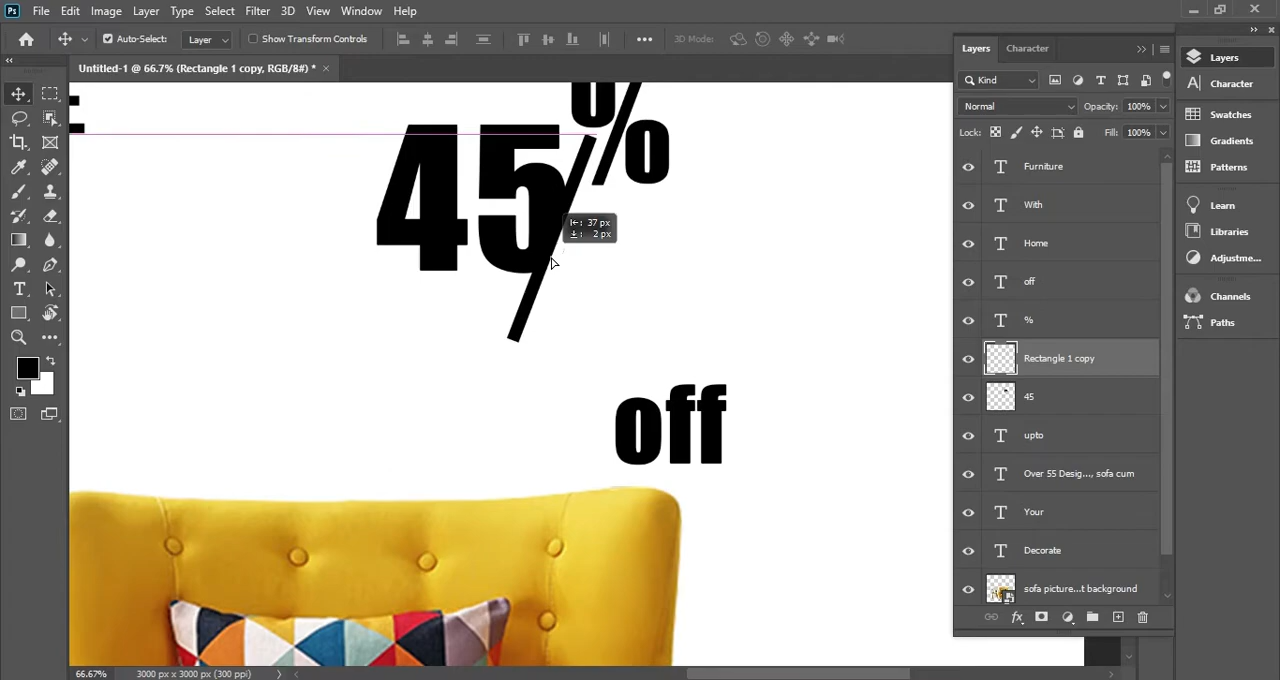 Ps File Edit Image Layer Type Select Filter 3D View Window Help
Auto-Select: Layer Show Transform Controls 3D Mode:
Untitled-1 @ 66.7% (Rectangle 1 copy, RGB/8#) *
45%
37 px
2 px
off
66.67% 3000 px x 3000 px (300 ppi)
Layers Character
Kind
Normal Opacity: 100%
Lock: Fill: 100%
Furniture
With
Home
off
%
Rectangle 1 copy
45
upto
Over 55 Desig..., sofa cum
Your
Decorate
sofa picture...t background
fx
Layers
Character
Swatches
Gradients
Patterns
Learn
Libraries
Adjustme...
Channels
Paths